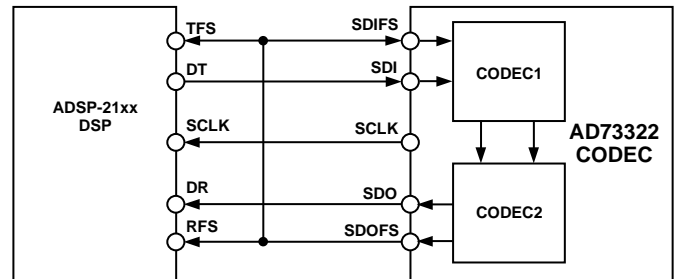 TFS
SDIFS
DT
SDI
CODEC1
ADSP-21xx
DSP
SCLK
SCLK
AD73322
CODEC
DR
SDO
CODEC2
RFS
SDOFS